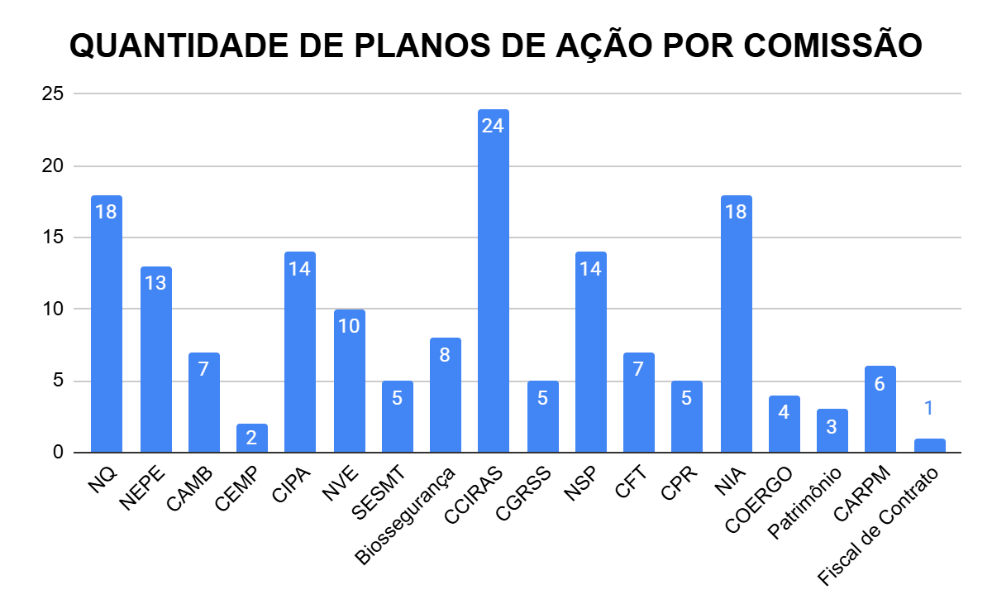 QUANTIDADE DE PLANOS DE AÇÃO POR COMISSÃO
25
20
15
10
5
0
18
13
7
2
14
10
5
8
24
5
14
7
5
18
4
3
6
1
NQ
NEPE
CAMB
CEMP
CIPA
NVE
SESMT
Biossegurança
CCIRAS
CGRSS
NSP
CFT
CPR
NIA
COERGO
Patrimônio
CARPM
Fiscal de Contrato